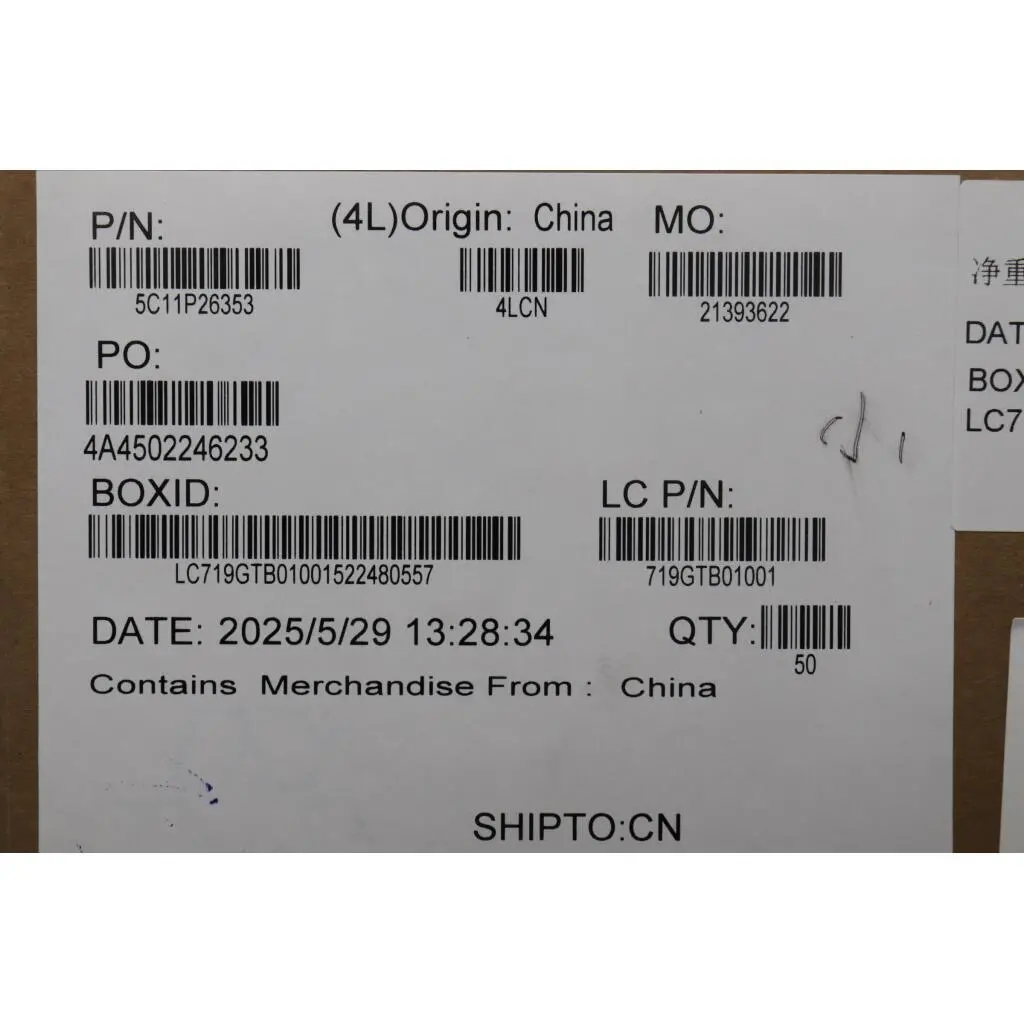 P/N:
(4L)Origin: China
MO:
5C11P26353
4LCN
21393622
PO:
4A4502246233
BOXID:
LC P/N:
LC719GTB01001522480557
719GTB01001
DATE: 2025/5/29 13:28:34
QTY:
50
Contains Merchandise From : China
SHIPTO:CN
净重
DAT
BOX
LC7